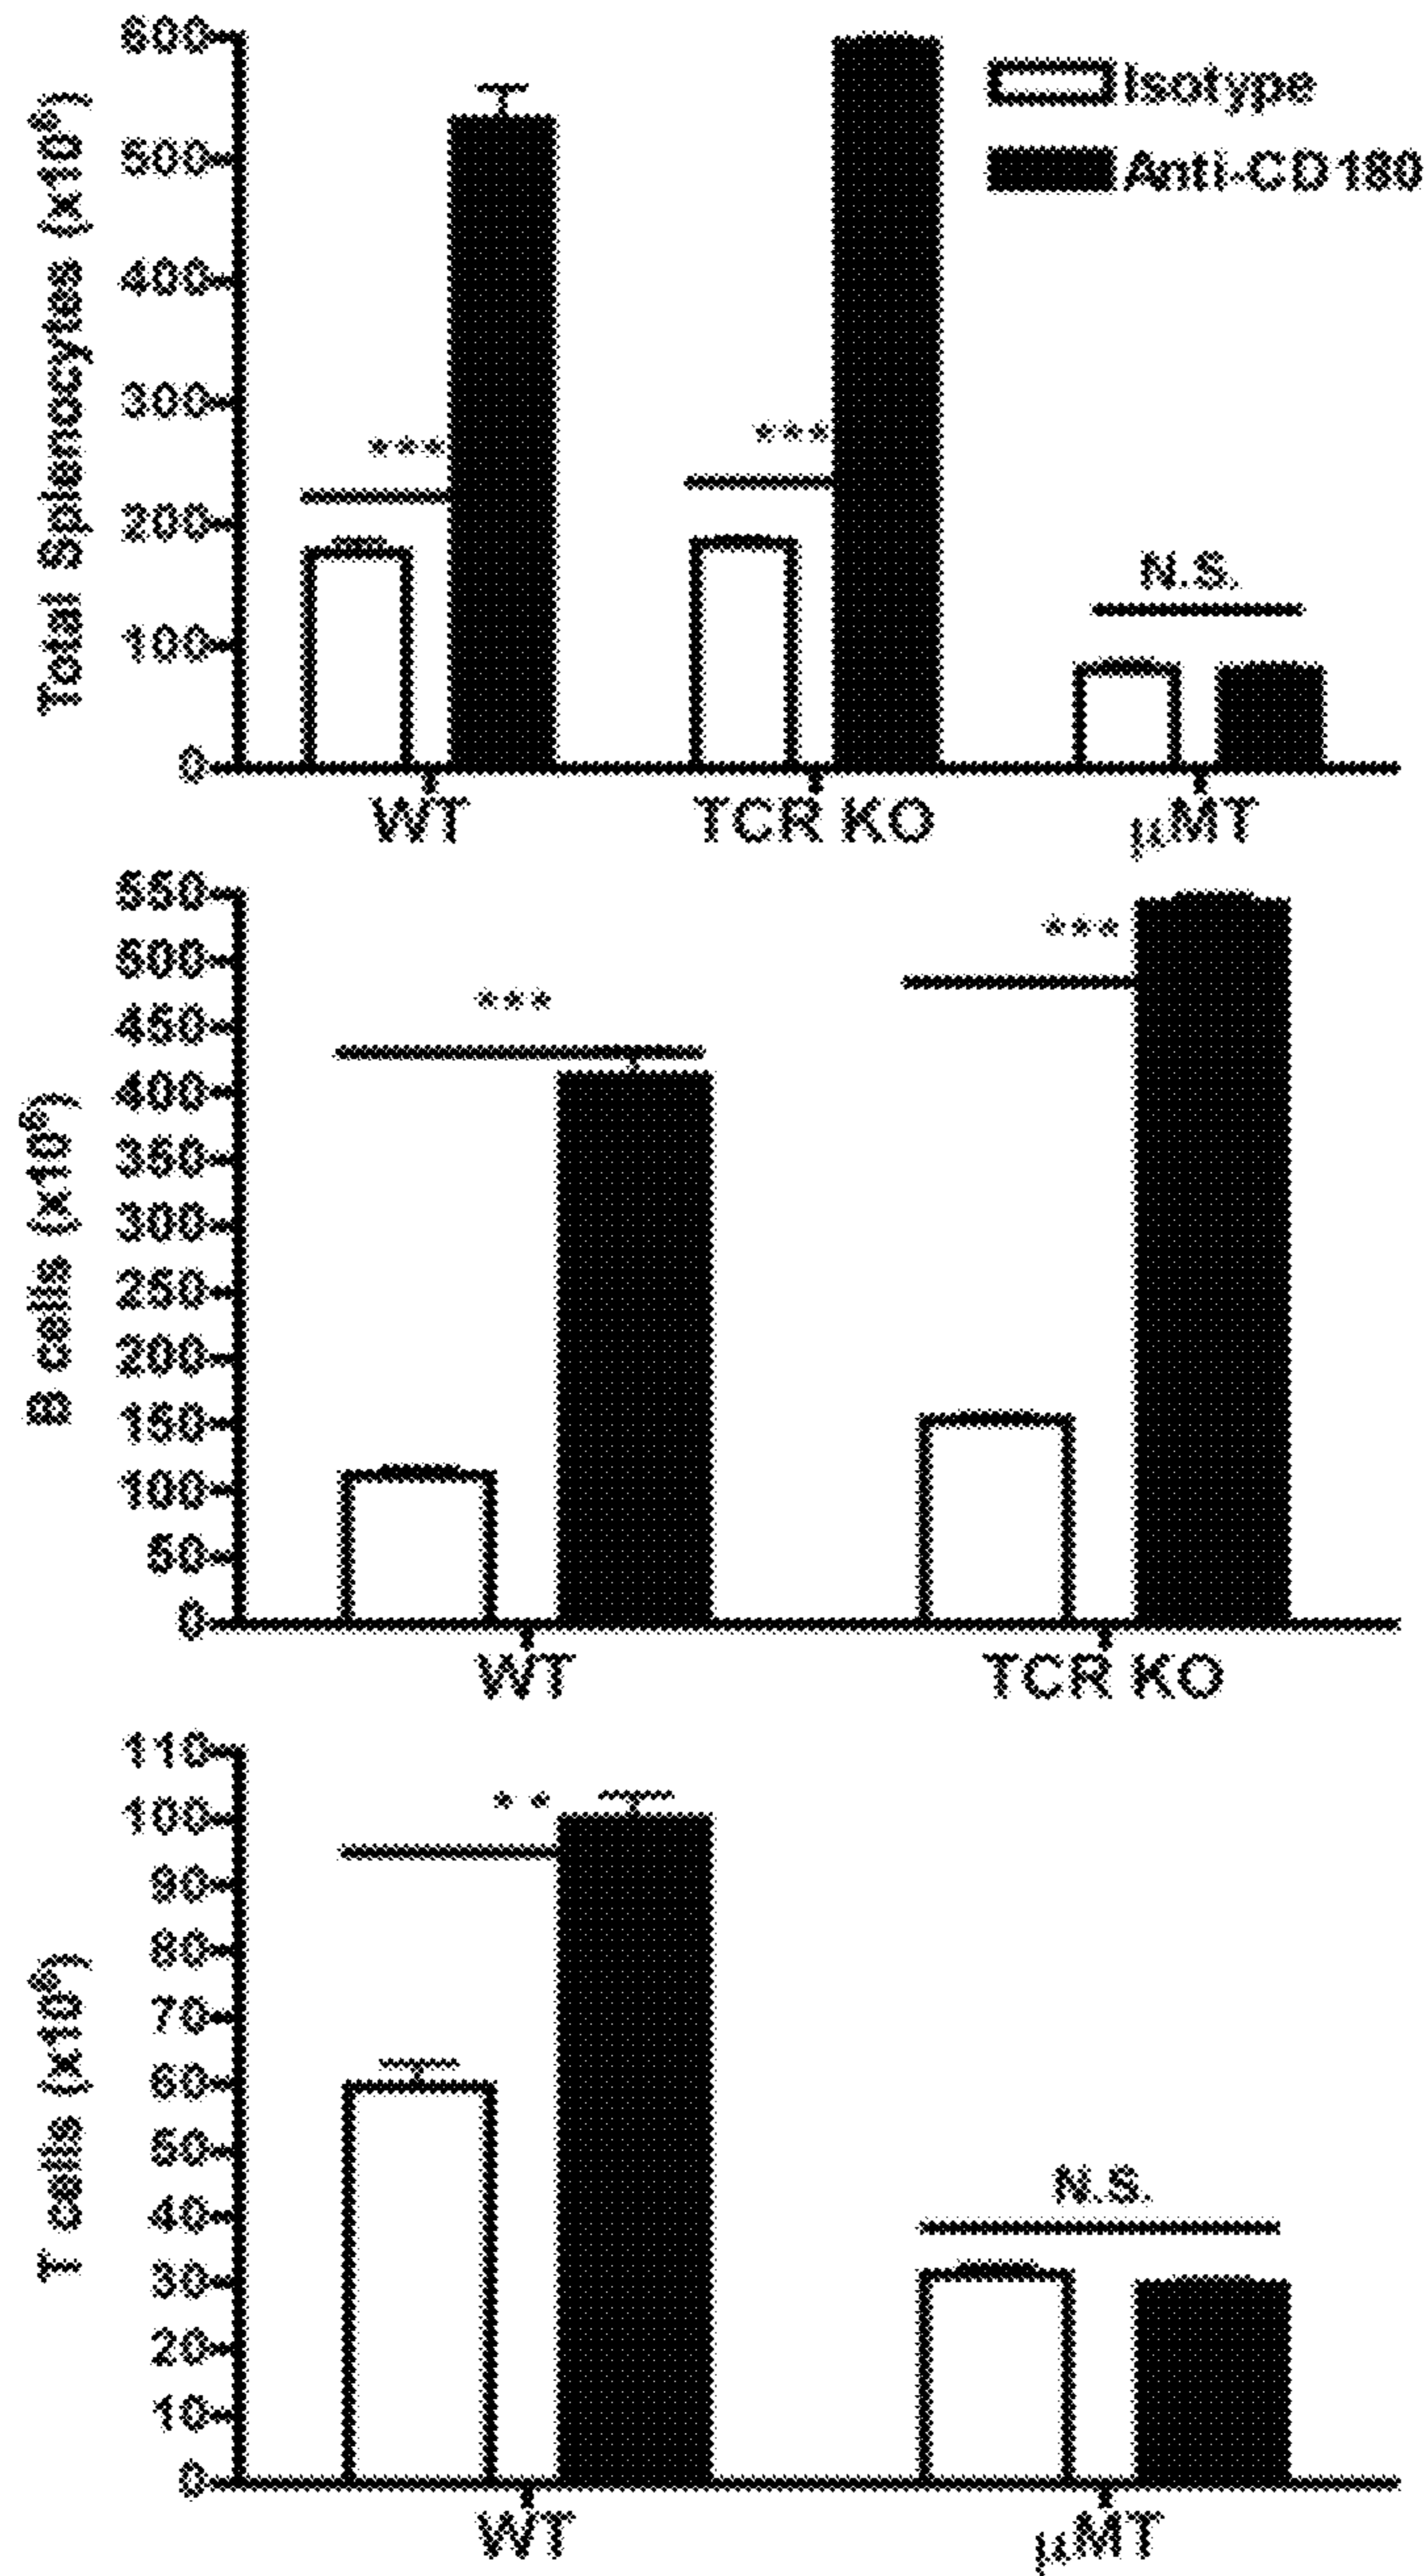 Total Splenocytes (x10⁶)
600
500
400
300
200
100
0
Isotype
Anti-CD180
***
***
N.S.
WT
TCR KO
μMT
B cells (x10⁶)
550
500
450
400
350
300
250
200
150
100
50
0
***
***
WT
TCR KO
T cells (x10⁶)
110
100
90
80
70
60
50
40
30
20
10
0
**
N.S.
WT
μMT